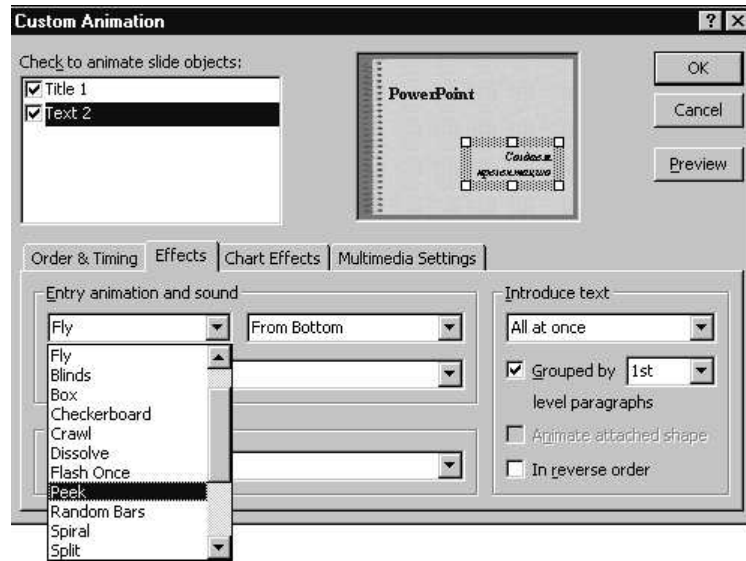 Custom Animation
Check to animate slide objects:
Title 1
Text 2
PowerPoint
Создаем
презентацию
OK
Cancel
Preview
Order & Timing
Effects
Chart Effects
Multimedia Settings
Entry animation and sound
Fly
From Bottom
Fly
Blinds
Box
Checkerboard
Crawl
Dissolve
Flash Once
Peek
Random Bars
Spiral
Split
Introduce text
All at once
Grouped by 1st
level paragraphs
Animate attached shape
In reverse order